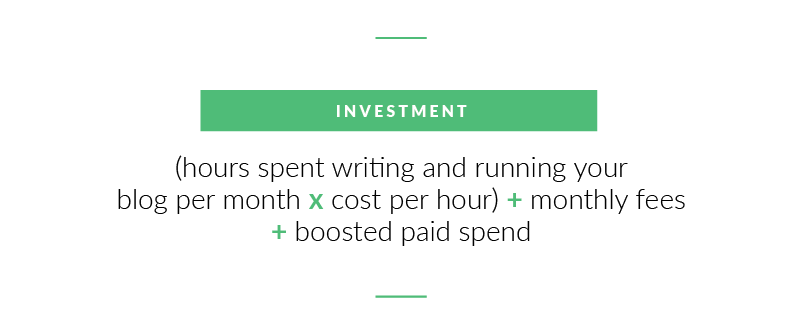 INVESTMENT
(hours spent writing and running your
blog per month x cost per hour) + monthly fees
+ boosted paid spend